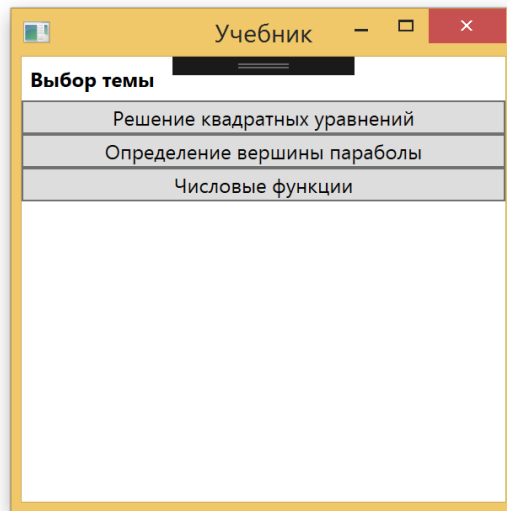 Учебник
Выбор темы
Решение квадратных уравнений
Определение вершины параболы
Числовые функции